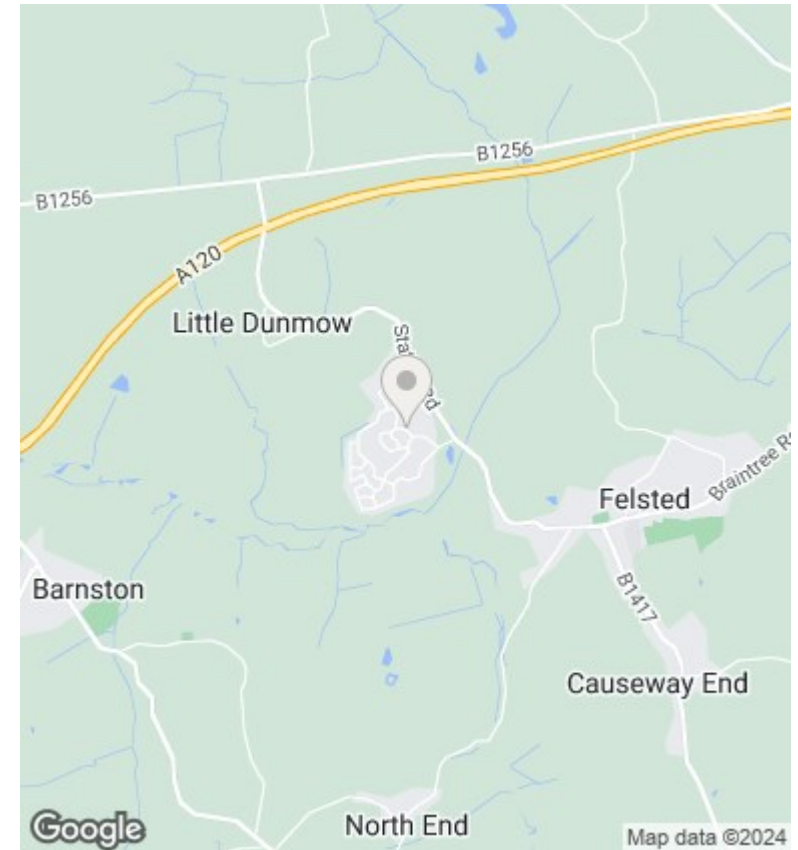 B1256
B1256
A120
Little Dunmow
Felsted
Braintree
Barnston
B1417
Causeway End
North End
Google
Map data ©2024